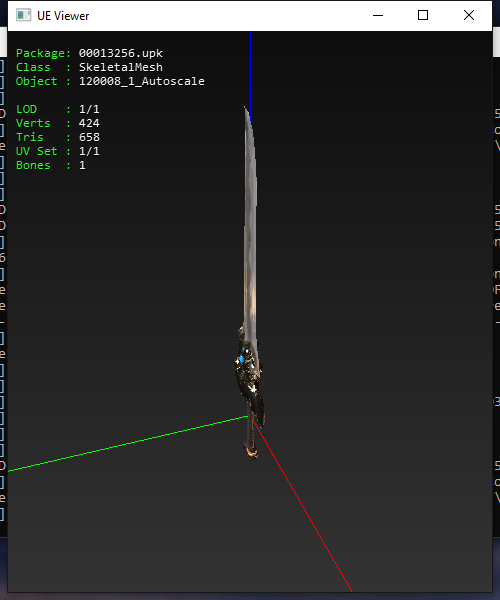 UE Viewer
Package: 00013256.upk
Class  : SkeletalMesh
Object : 120008_1_Autoscale
LOD    : 1/1
Verts  : 424
Tris   : 658
UV Set : 1/1
Bones  : 1